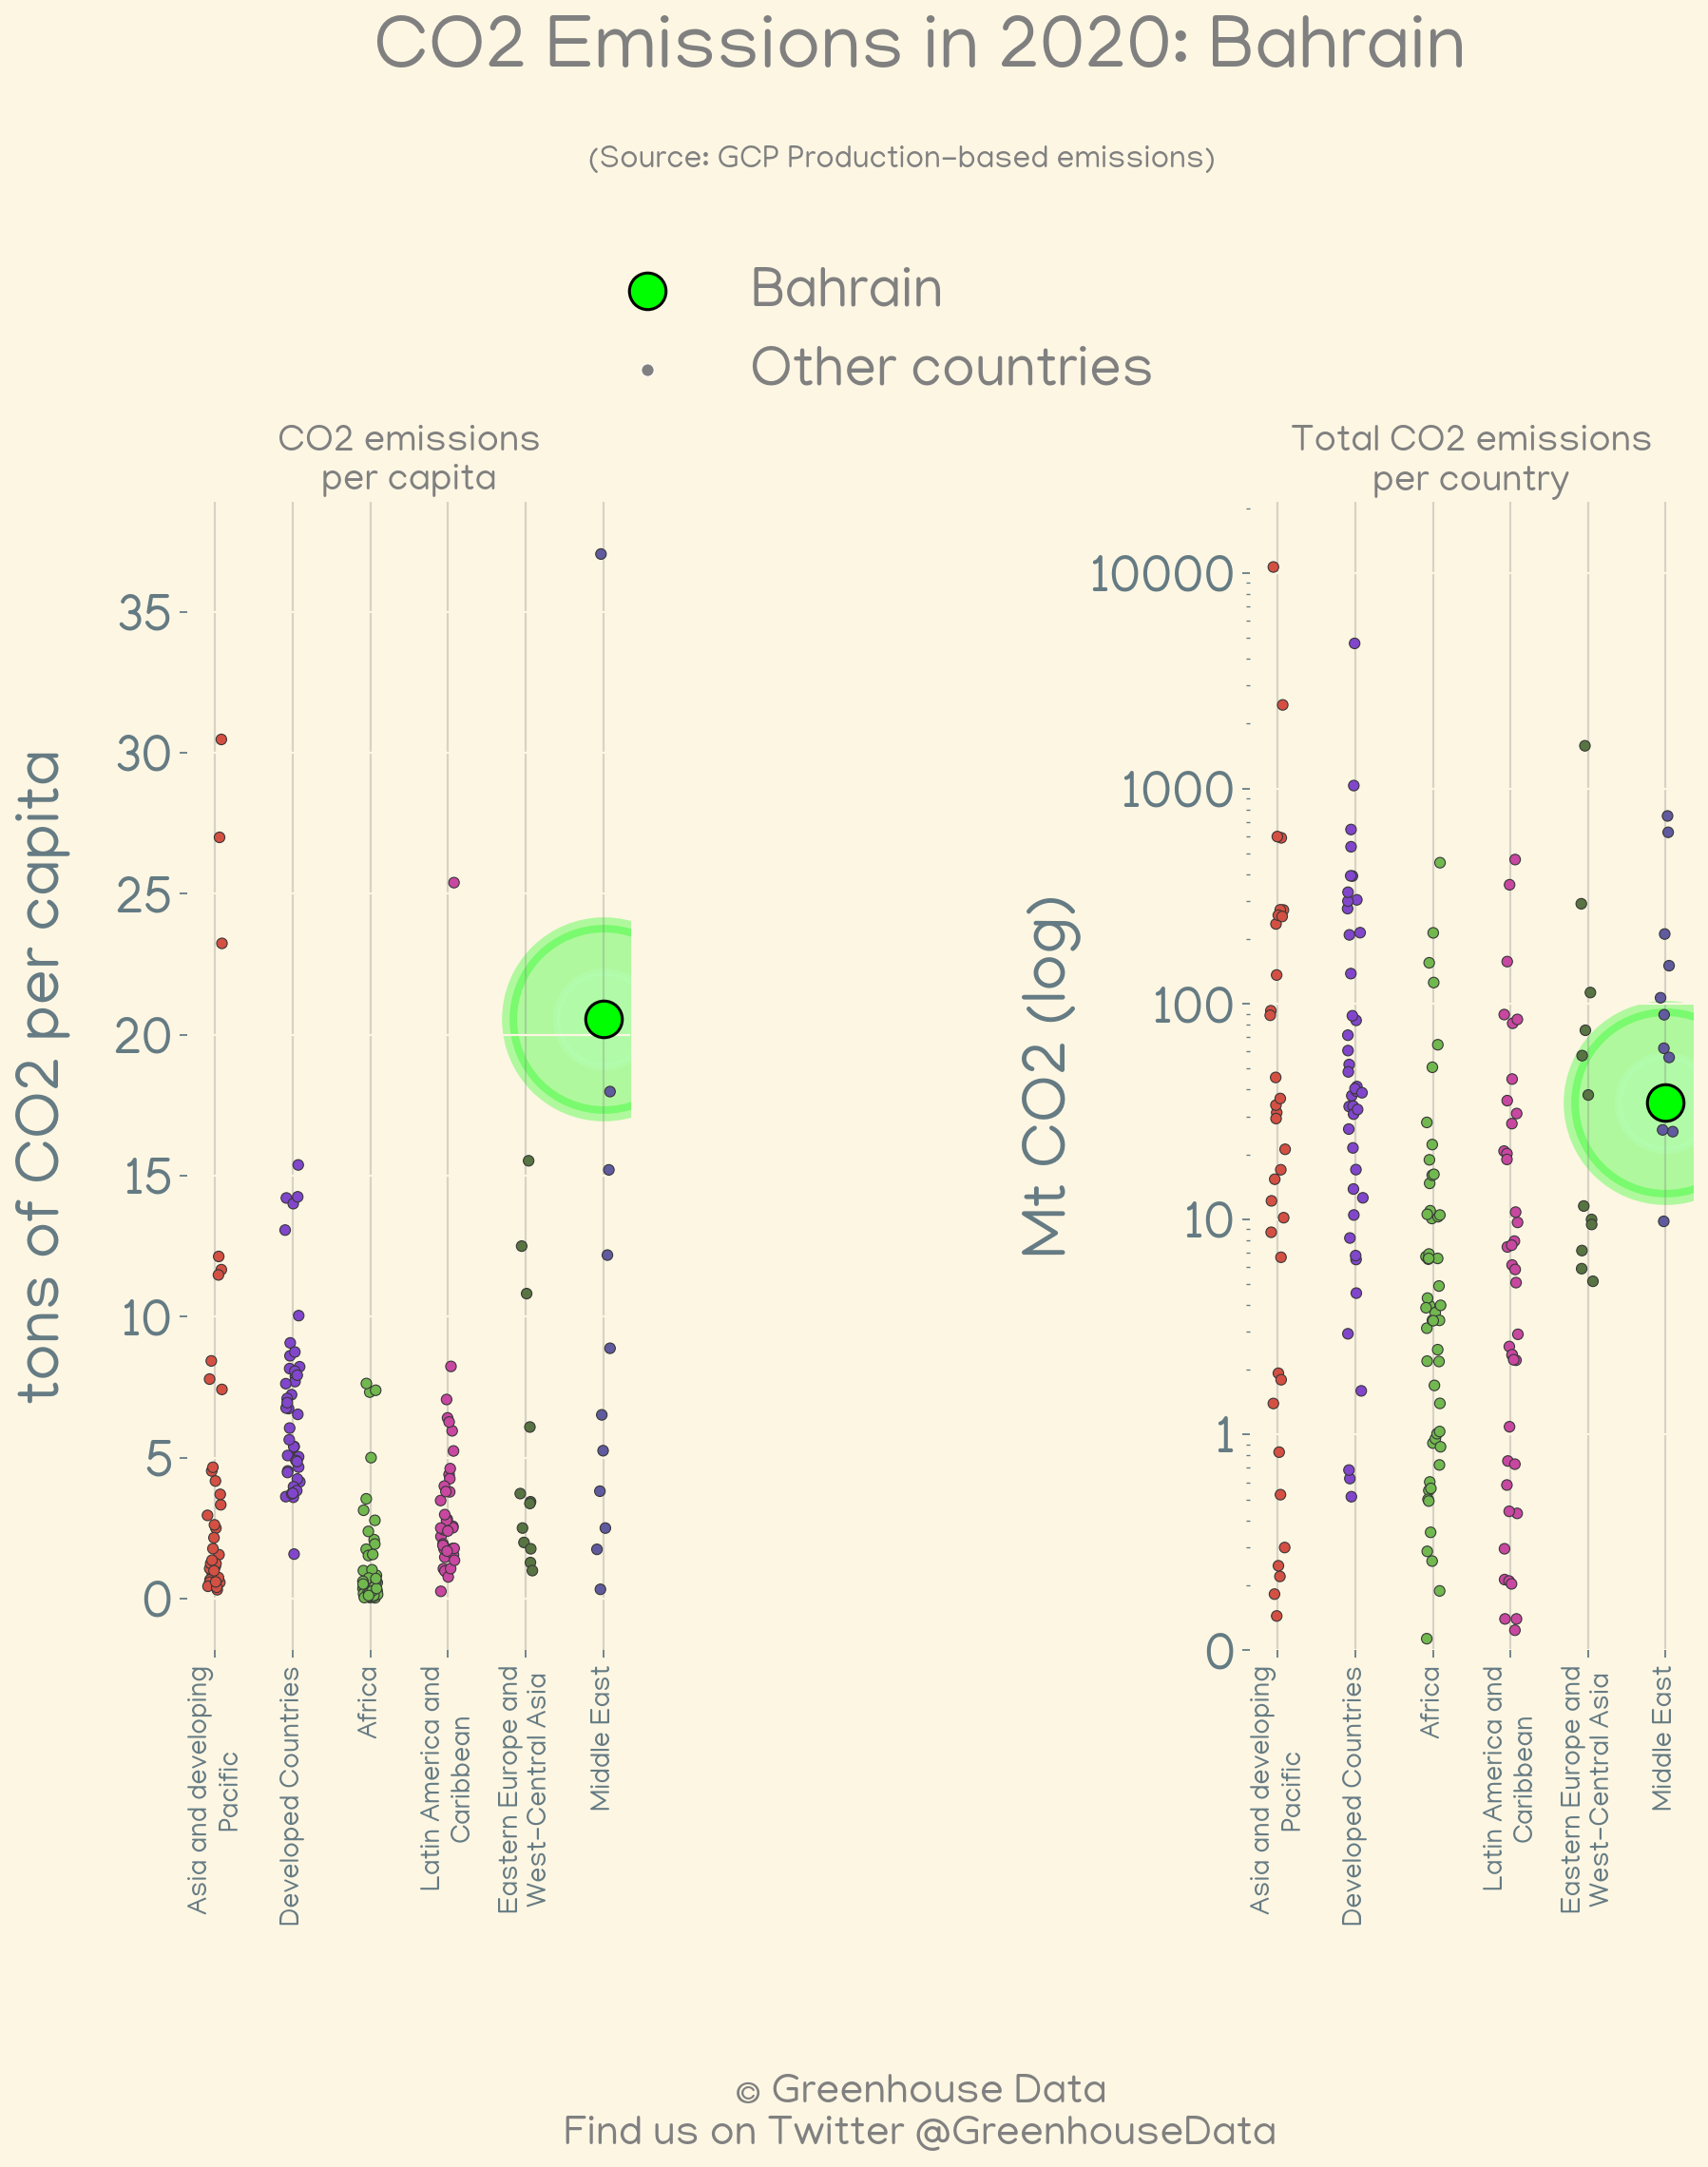 CO2 Emissions in 2020: Bahrain
(Source: GCP Production-based emissions)
Bahrain
Other countries
CO2 emissions
per capita
tons of CO2 per capita
35
30
25
20
15
10
5
0
Asia and developing
Pacific
Developed Countries
Africa
Latin America and
Caribbean
Eastern Europe and
West-Central Asia
Middle East
Total CO2 emissions
per country
Mt CO2 (log)
10000
1000
100
10
1
0
Asia and developing
Pacific
Developed Countries
Africa
Latin America and
Caribbean
Eastern Europe and
West-Central Asia
Middle East
© Greenhouse Data
Find us on Twitter @GreenhouseData